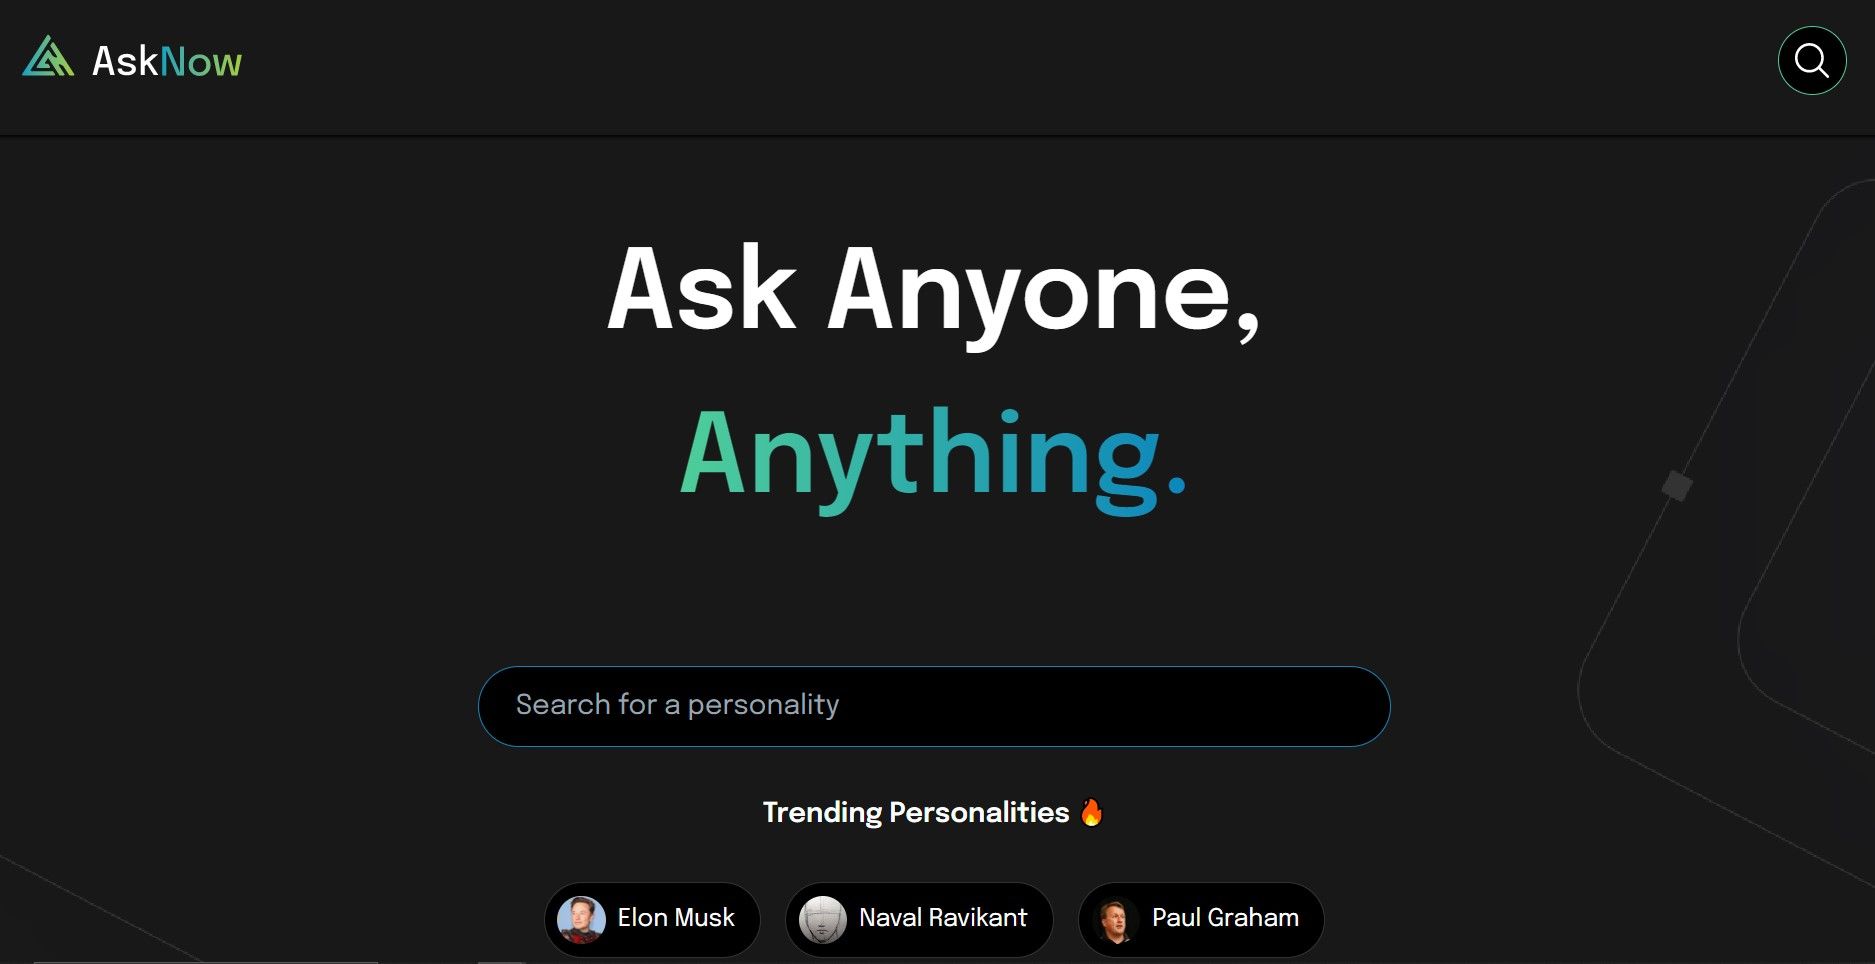 AskNow
Ask Anyone,
Anything.
Search for a personality
Trending Personalities 🔥
Elon Musk
Naval Ravikant
Paul Graham